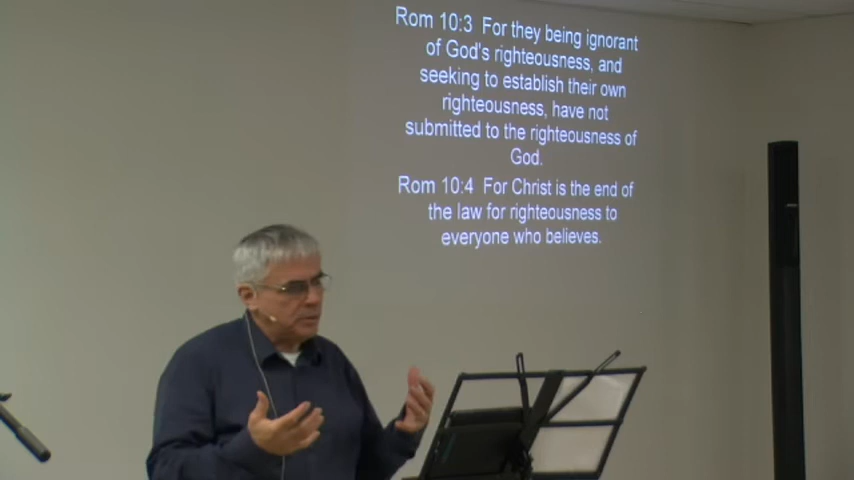 Rom 10:3 For they being ignorant
of God's righteousness, and
seeking to establish their own
righteousness, have not
submitted to the righteousness of
God.
Rom 10:4 For Christ is the end of
the law for righteousness to
everyone who believes.